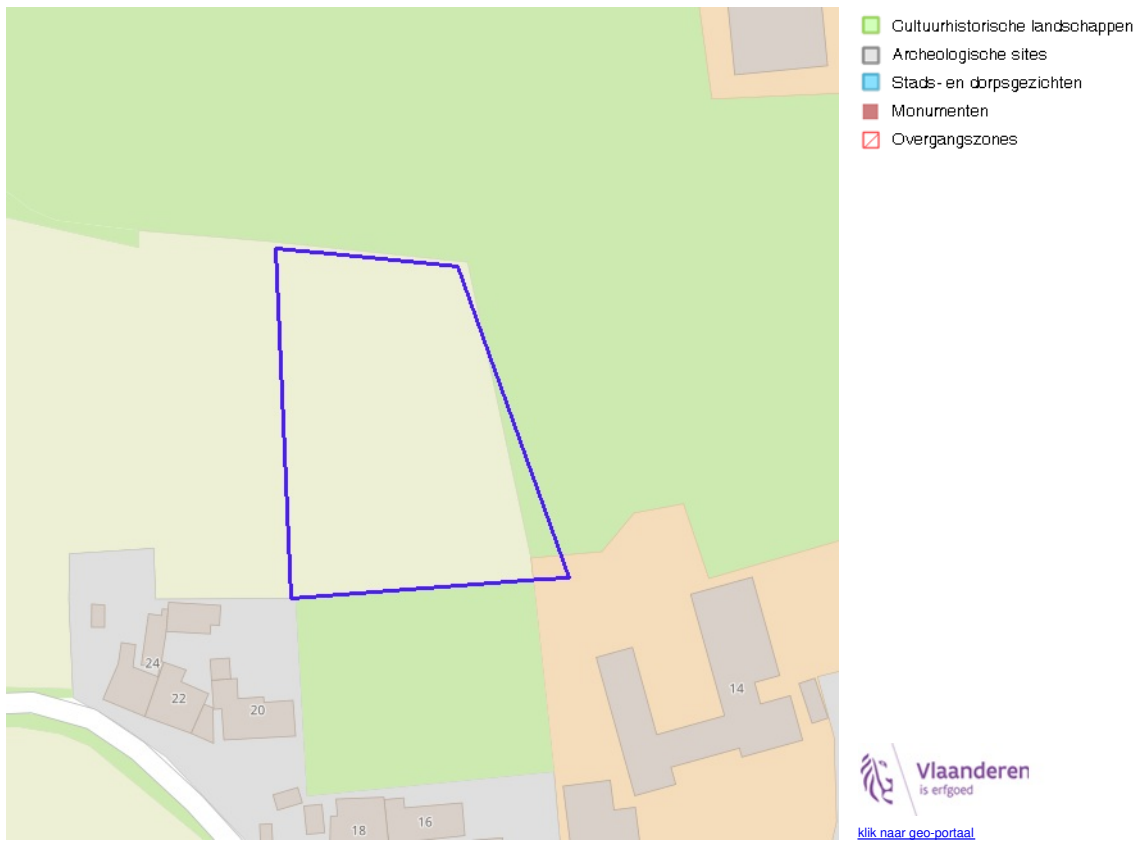 Cultuurhistorische landschappen
Archeologische sites
Stads- en dorpsgezichten
Monumenten
Overgangszones
24
22
20
14
18
16
Vlaanderen
is erfgoed
klik naar geo-portaal